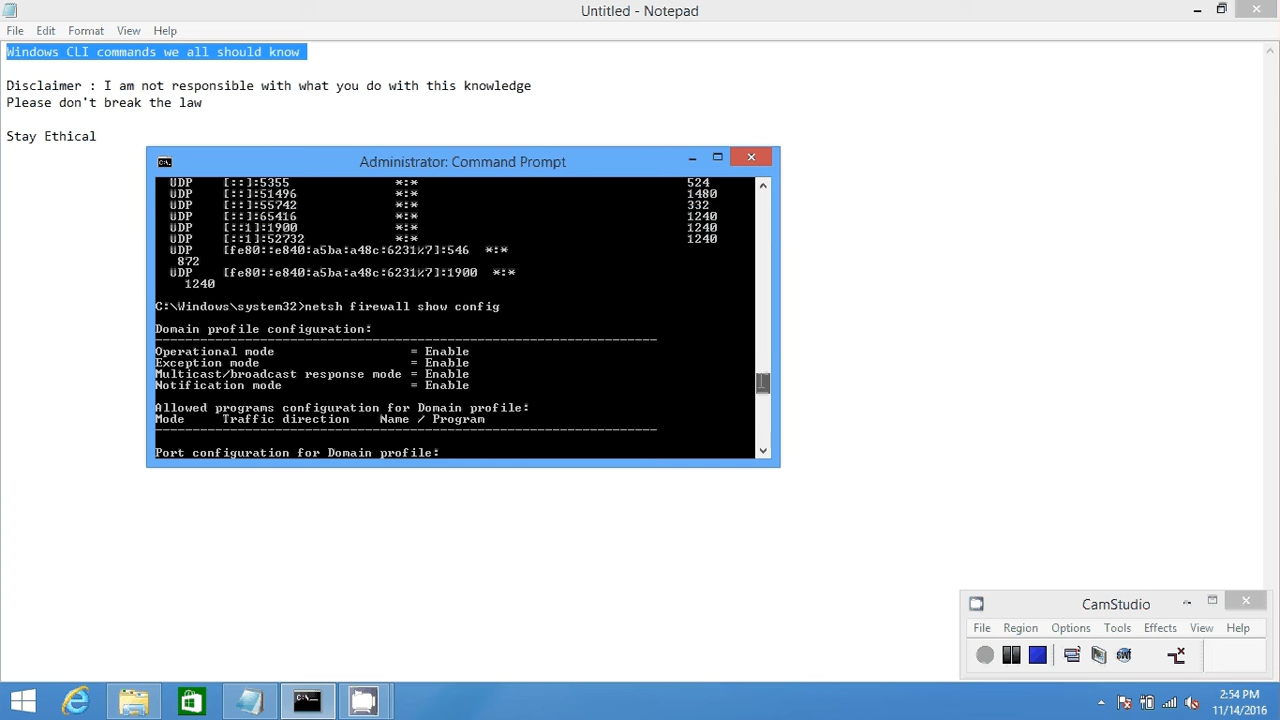 Untitled - Notepad
File Edit Format View Help
Windows CLI commands we all should know
Disclaimer : I am not responsible with what you do with this knowledge
Please don't break the law
Stay Ethical
Administrator: Command Prompt
UDP [::]:5355 *:* 524
UDP [::]:51496 *:* 1480
UDP [::]:55742 *:* 332
UDP [::]:65416 *:* 1240
UDP [::1]:1900 *:* 1240
UDP [::1]:52732 *:* 1240
UDP [fe80::e840:a5ba:a48c:6231%7]:546 *:*
872
UDP [fe80::e840:a5ba:a48c:6231%7]:1900 *:*
1240
C:\Windows\system32>netsh firewall show config
Domain profile configuration:
-------------------------------------------------------------------
Operational mode = Enable
Exception mode = Enable
Multicast/broadcast response mode = Enable
Notification mode = Enable
Allowed programs configuration for Domain profile:
Mode Traffic direction Name / Program
-------------------------------------------------------------------
Port configuration for Domain profile:
CamStudio
File Region Options Tools Effects View Help
SW
C:\_
2:54 PM
11/14/2016